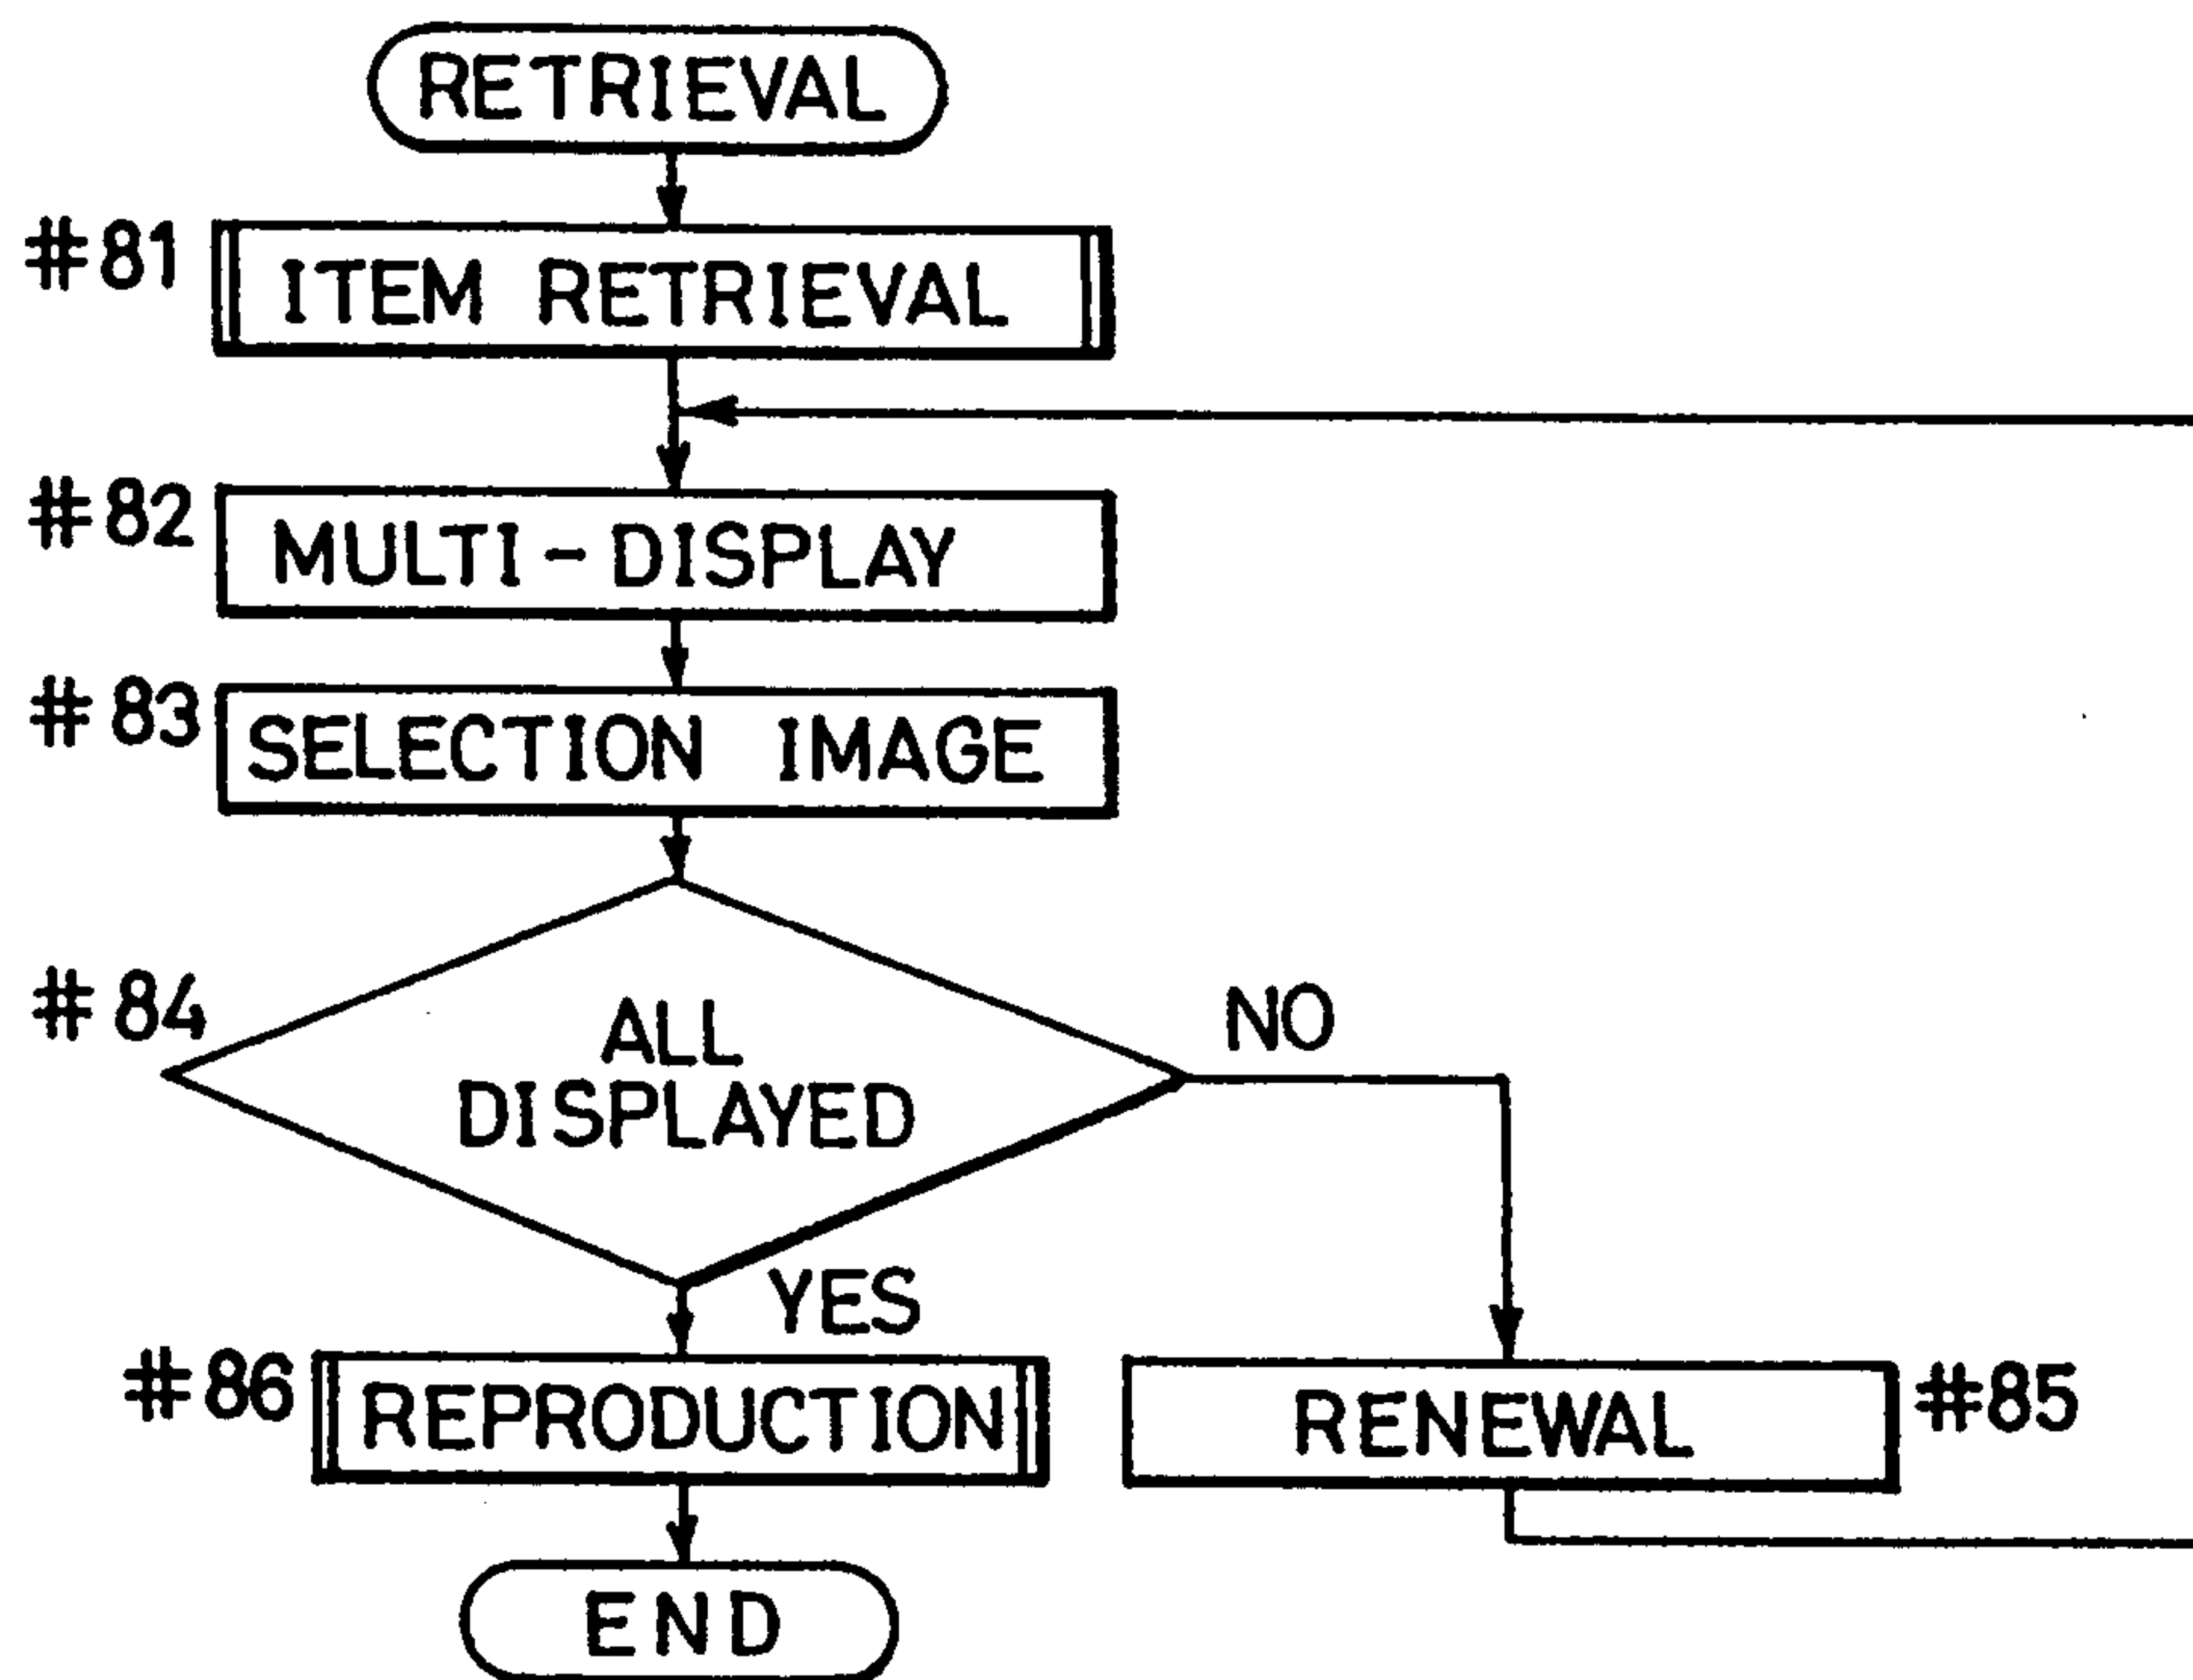 RETRIEVAL
#81
ITEM RETRIEVAL
#82
MULTI-DISPLAY
#83
SELECTION IMAGE
#84
ALL
DISPLAYED
NO
YES
#86
REPRODUCTION
RENEWAL
#85
END